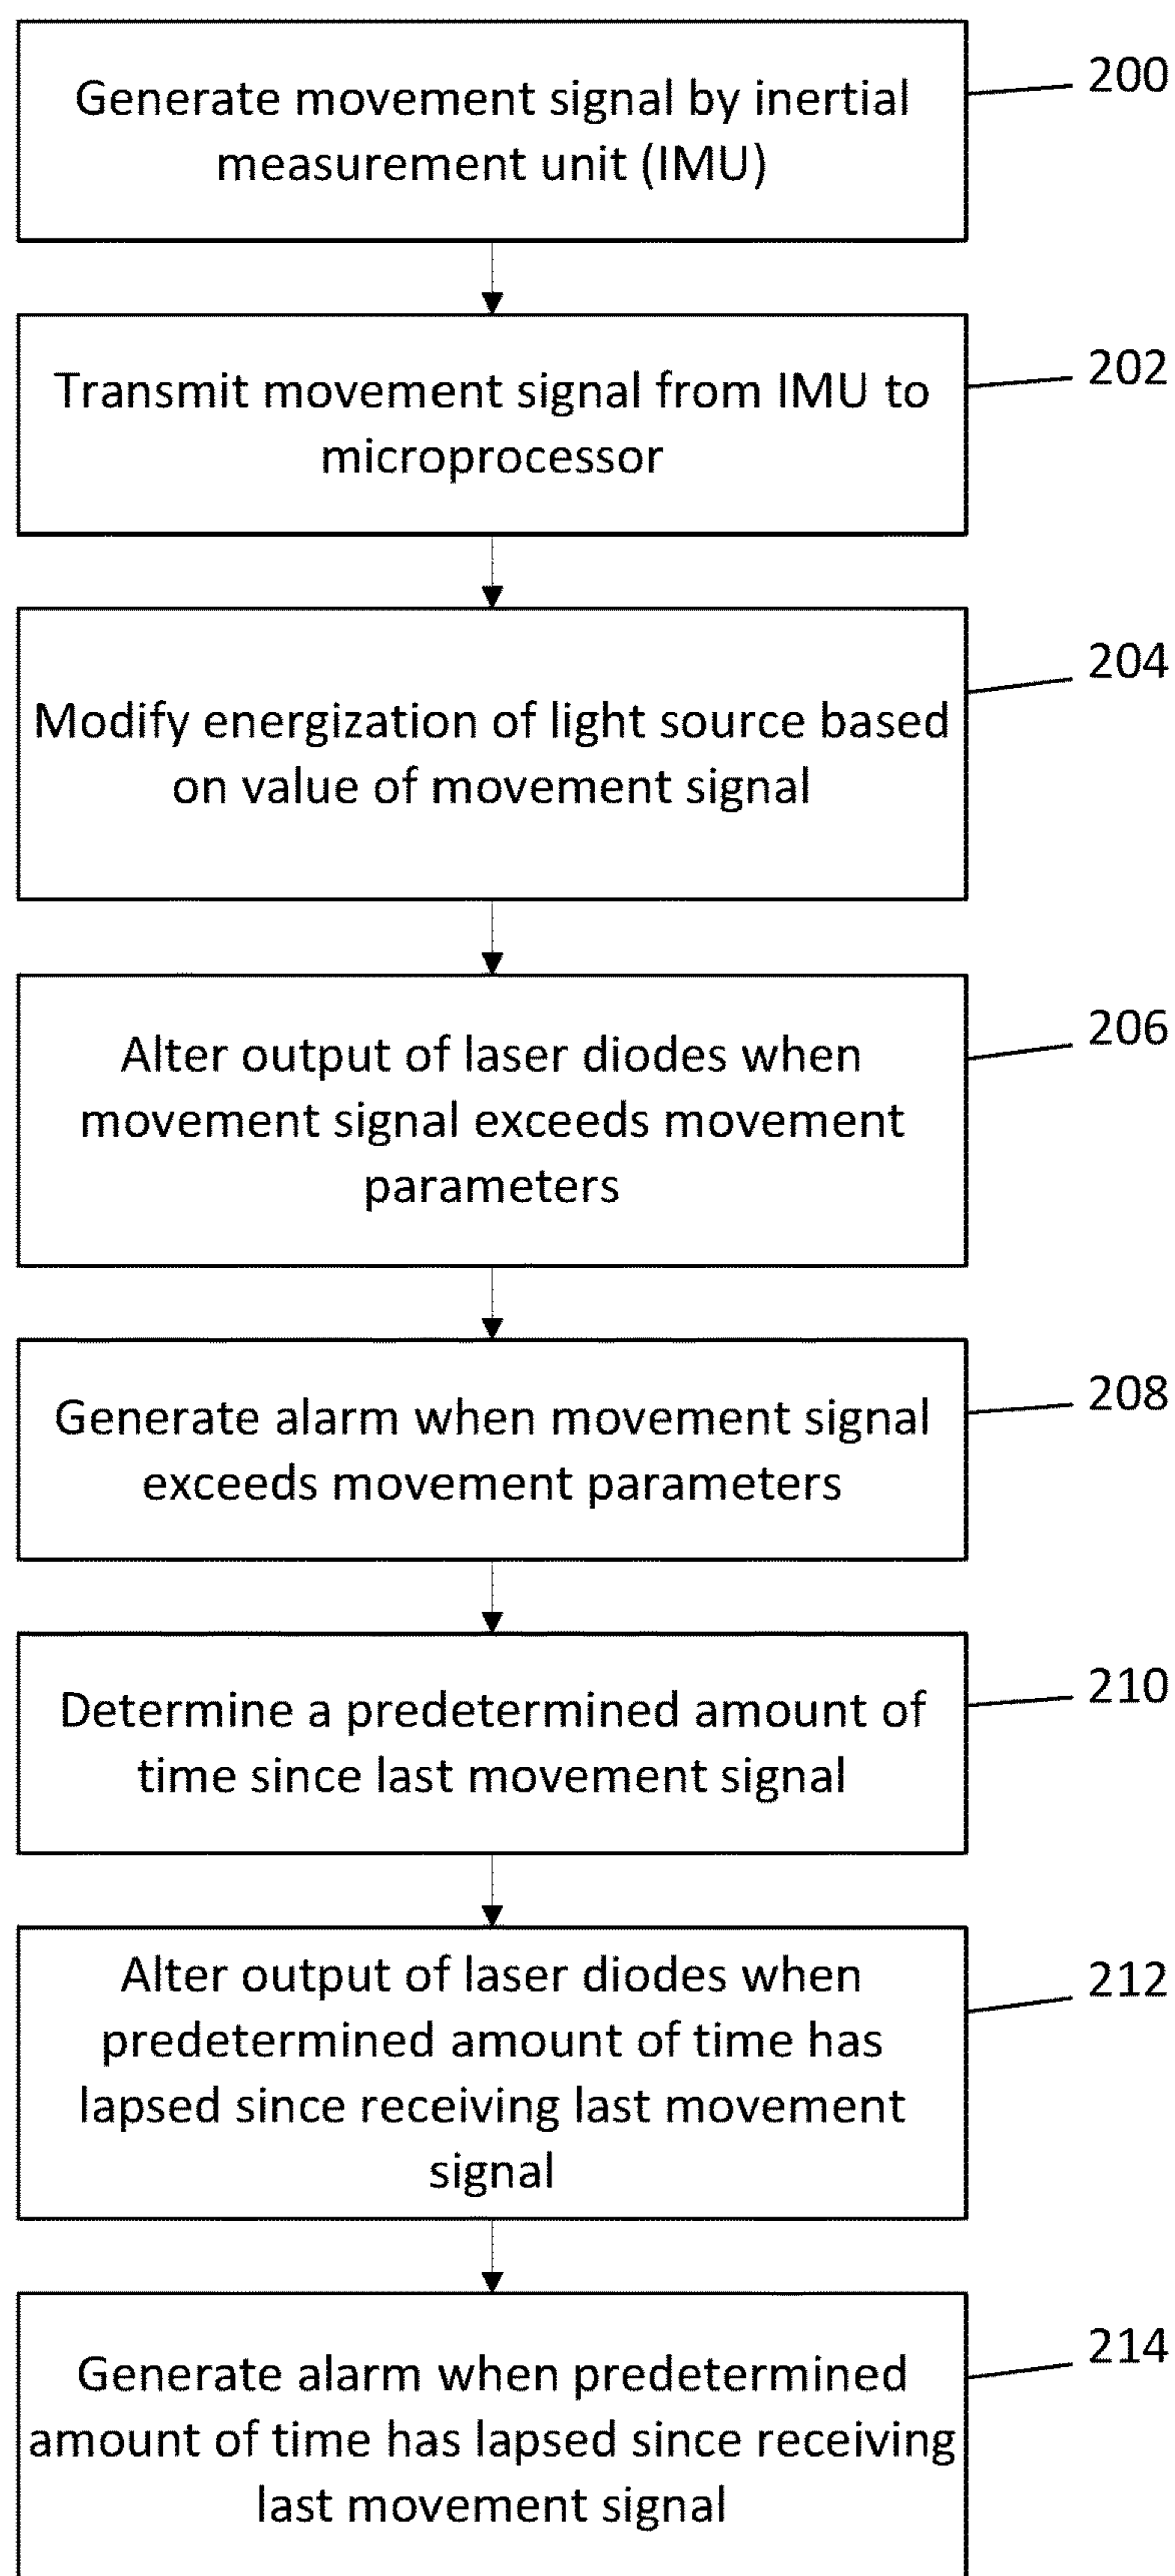 Generate movement signal by inertial
measurement unit (IMU)
200
Transmit movement signal from IMU to
microprocessor
202
Modify energization of light source based
on value of movement signal
204
Alter output of laser diodes when
movement signal exceeds movement
parameters
206
Generate alarm when movement signal
exceeds movement parameters
208
Determine a predetermined amount of
time since last movement signal
210
Alter output of laser diodes when
predetermined amount of time has
lapsed since receiving last movement
signal
212
Generate alarm when predetermined
amount of time has lapsed since receiving
last movement signal
214